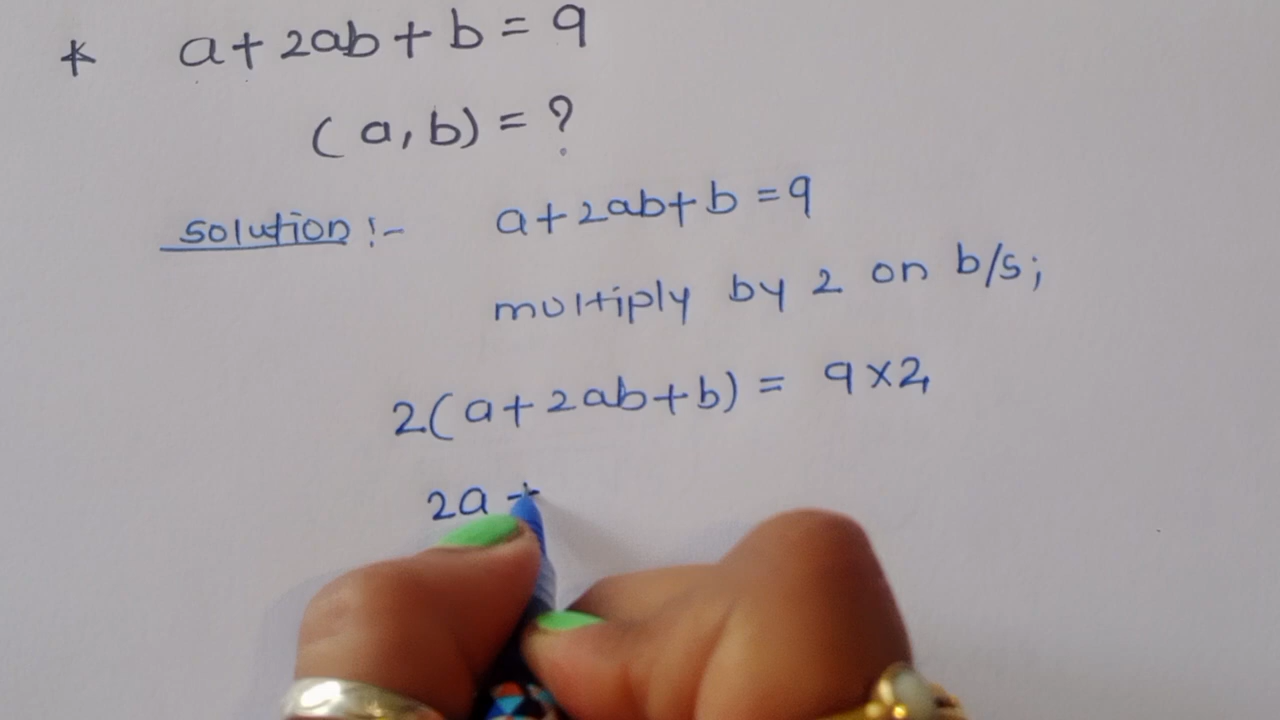 * a+2ab+b=9
(a,b)=?
Solution:- a+2ab+b=9
multiply by 2 on b/s;
2(a+2ab+b)= 9×2
2a+